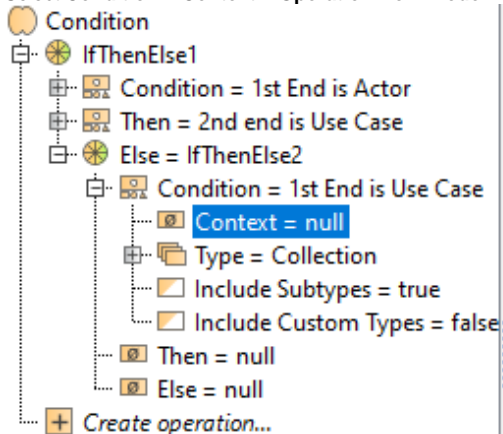 Condition
IfThenElse1
Condition = 1st End is Actor
Then = 2nd end is Use Case
Else = IfThenElse2
Condition = 1st End is Use Case
Context = null
Type = Collection
Include Subtypes = true
Include Custom Types = false
Then = null
Else = null
Create operation...